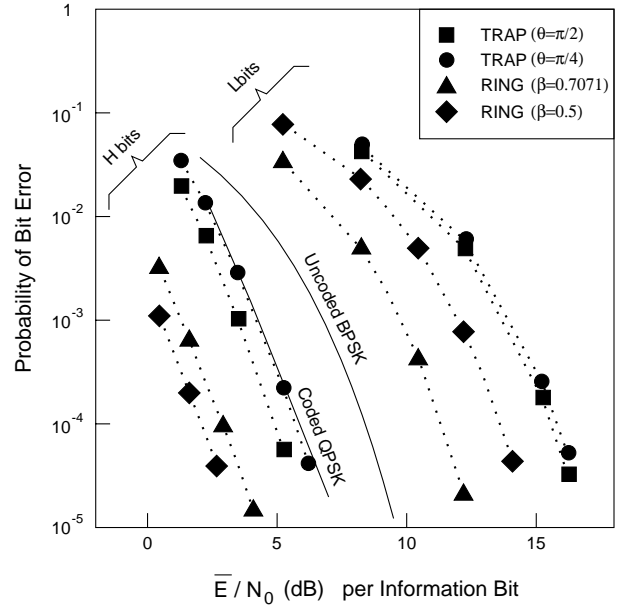 1
10^-1
10^-2
10^-3
10^-4
10^-5
Probability of Bit Error
TRAP (θ=π/2)
TRAP (θ=π/4)
RING (β=0.7071)
RING (β=0.5)
H bits
Lbits
Uncoded BPSK
Coded QPSK
0 5 10 15
E̅ / N₀ (dB) per Information Bit